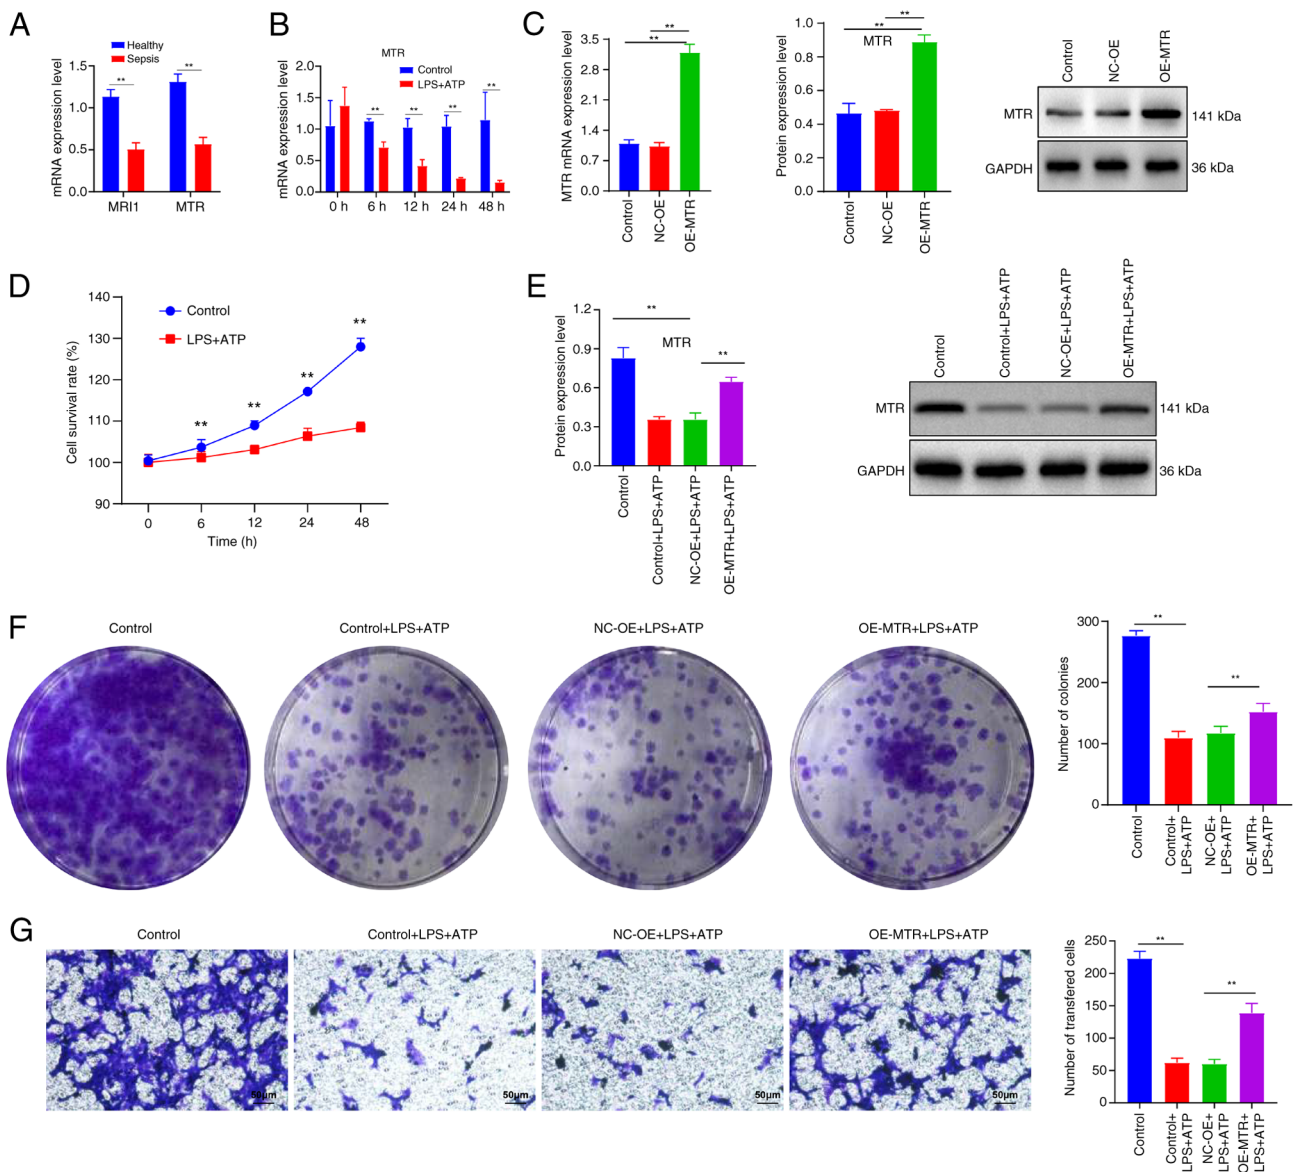 A
Healthy
Sepsis
mRNA expression level
1.5
1.0
0.5
0.0
**
**
MRI1
MTR
B
MTR
Control
LPS+ATP
mRNA expression level
2.0
1.5
1.0
0.5
0.0
**
**
**
**
0 h
6 h
12 h
24 h
48 h
C
MTR mRNA expression level
3.5
2.8
2.1
1.4
0.7
0.0
**
**
Control
NC-OE
OE-MTR
Protein expression level
1.0
0.8
0.6
0.4
0.2
0.0
**
**
MTR
Control
NC-OE
OE-MTR
Control
NC-OE
OE-MTR
MTR
141 kDa
GAPDH
36 kDa
D
Cell survival rate (%)
140
130
120
110
100
90
Control
LPS+ATP
**
**
**
**
0
6
12
24
48
Time (h)
E
Protein expression level
1.2
0.9
0.6
0.3
0.0
**
MTR
**
Control
Control+LPS+ATP
NC-OE+LPS+ATP
OE-MTR+LPS+ATP
Control
Control+LPS+ATP
NC-OE+LPS+ATP
OE-MTR+LPS+ATP
MTR
141 kDa
GAPDH
36 kDa
F
Control
Control+LPS+ATP
NC-OE+LPS+ATP
OE-MTR+LPS+ATP
Number of colonies
300
200
100
0
**
**
Control
Control+
LPS+ATP
NC-OE+
LPS+ATP
OE-MTR+
LPS+ATP
G
Control
Control+LPS+ATP
NC-OE+LPS+ATP
OE-MTR+LPS+ATP
50µm
50µm
50µm
50µm
Number of transfered cells
250
200
150
100
50
0
**
**
Control
Control+
LPS+ATP
NC-OE+
LPS+ATP
OE-MTR+
LPS+ATP